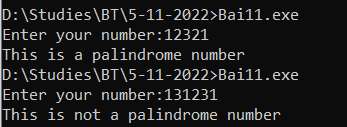 D:\Studies\BT\5-11-2022>Bai11.exe
Enter your number:12321
This is a palindrome number
D:\Studies\BT\5-11-2022>Bai11.exe
Enter your number:131231
This is not a palindrome number